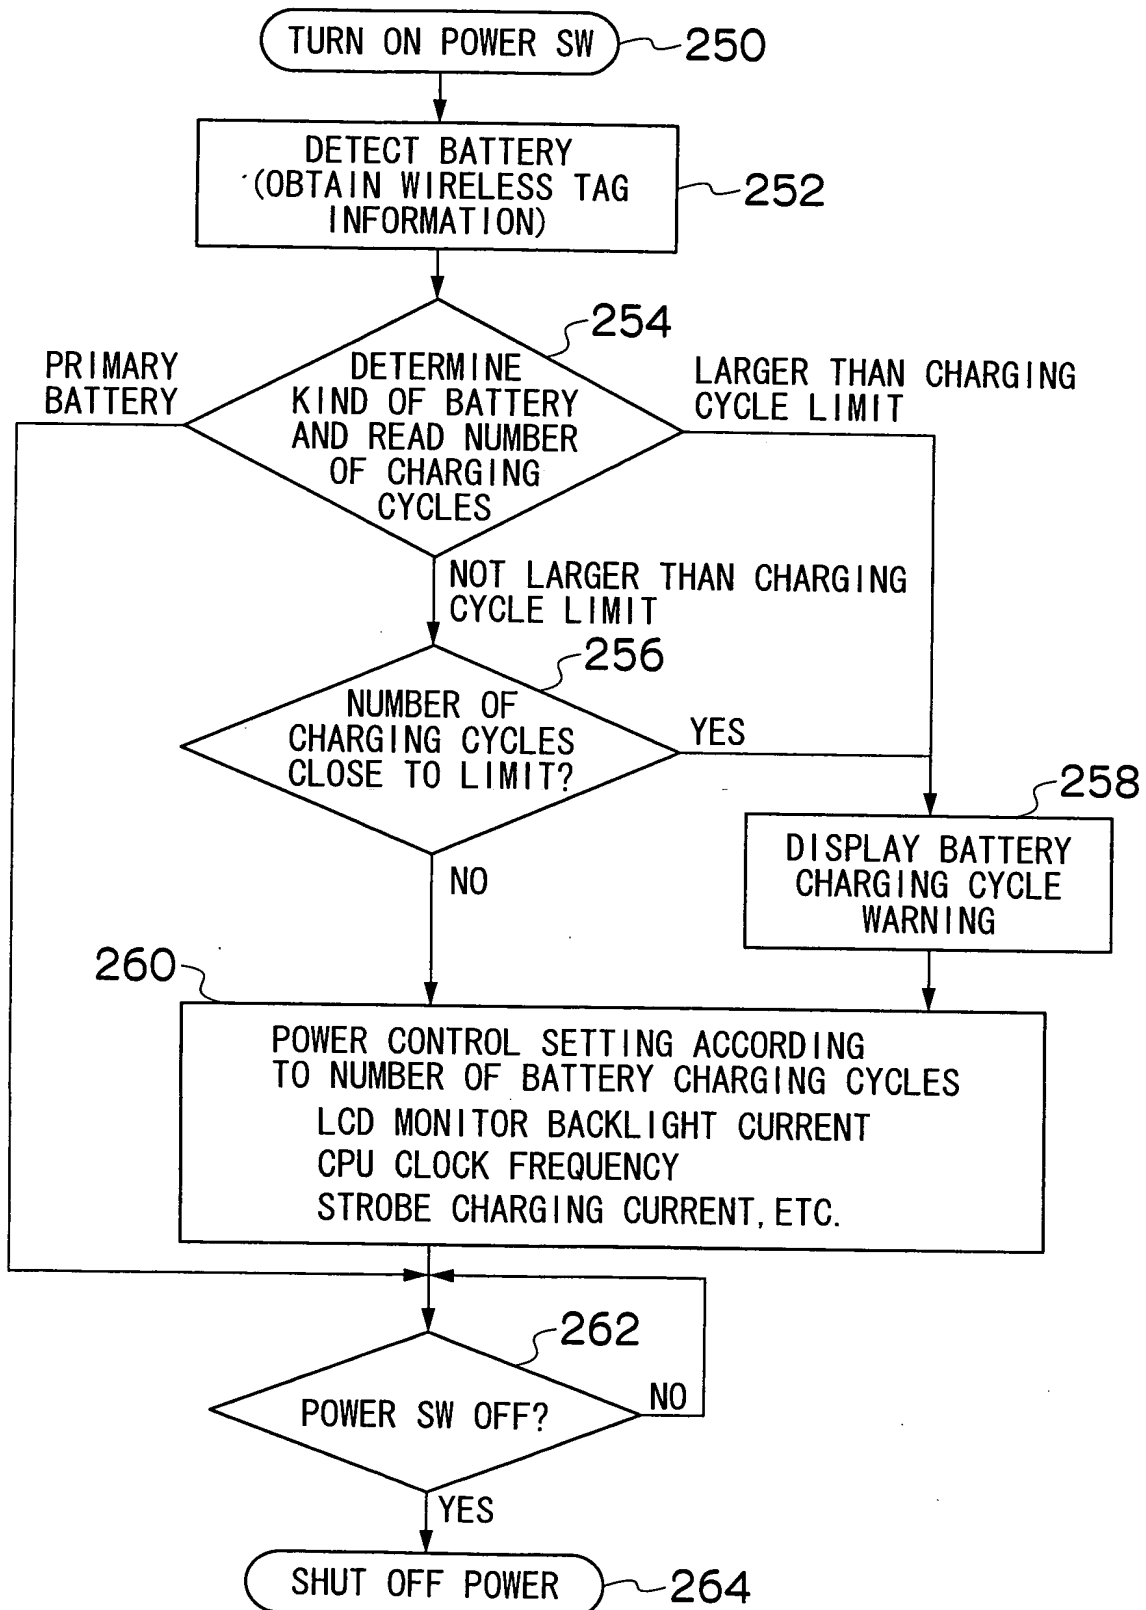 TURN ON POWER SW
250
DETECT BATTERY
(OBTAIN WIRELESS TAG
INFORMATION)
252
254
PRIMARY
BATTERY
DETERMINE
KIND OF BATTERY
AND READ NUMBER
OF CHARGING
CYCLES
LARGER THAN CHARGING
CYCLE LIMIT
NOT LARGER THAN CHARGING
CYCLE LIMIT
256
NUMBER OF
CHARGING CYCLES
CLOSE TO LIMIT?
YES
258
DISPLAY BATTERY
CHARGING CYCLE
WARNING
NO
260
POWER CONTROL SETTING ACCORDING
TO NUMBER OF BATTERY CHARGING CYCLES
LCD MONITOR BACKLIGHT CURRENT
CPU CLOCK FREQUENCY
STROBE CHARGING CURRENT, ETC.
262
POWER SW OFF?
NO
YES
SHUT OFF POWER
264